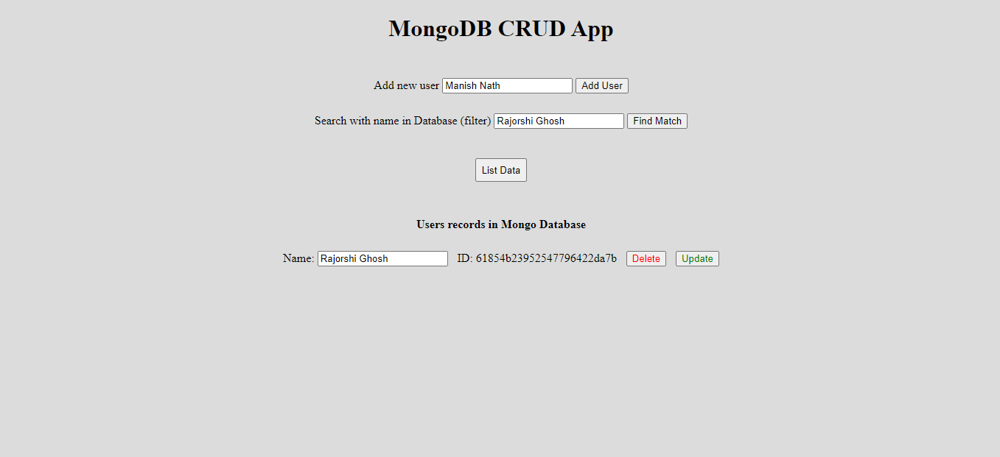 MongoDB CRUD App
Add new user Manish Nath Add User
Search with name in Database (filter) Rajorshi Ghosh Find Match
List Data
Users records in Mongo Database
Name: Rajorshi Ghosh ID: 61854b23952547796422da7b Delete Update